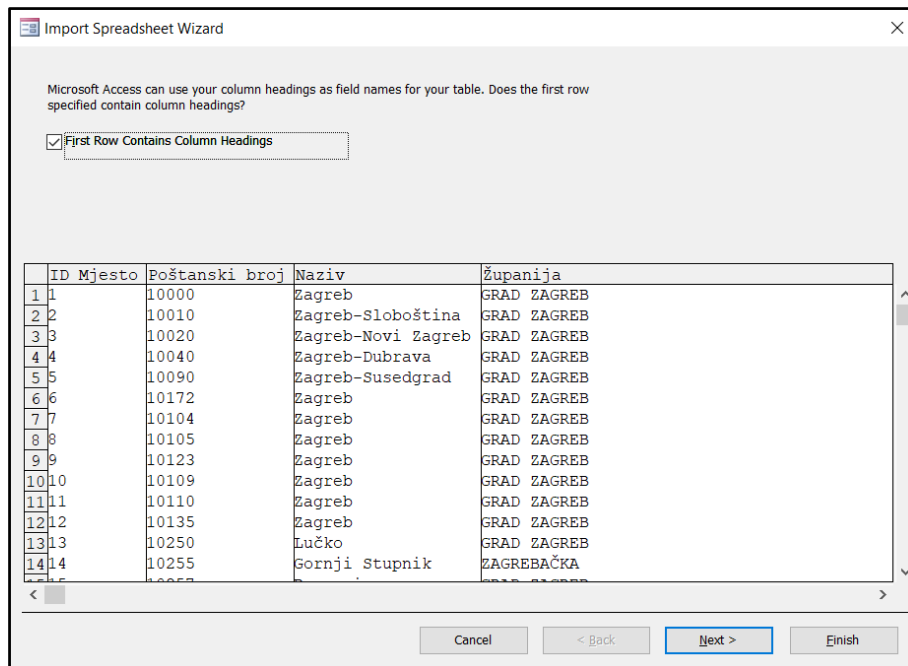 Import Spreadsheet Wizard
Microsoft Access can use your column headings as field names for your table. Does the first row
specified contain column headings?
First Row Contains Column Headings
ID Mjesto Poštanski broj Naziv Županija
1 1 10000 Zagreb GRAD ZAGREB
2 2 10010 Zagreb-Sloboština GRAD ZAGREB
3 3 10020 Zagreb-Novi Zagreb GRAD ZAGREB
4 4 10040 Zagreb-Dubrava GRAD ZAGREB
5 5 10090 Zagreb-Susedgrad GRAD ZAGREB
6 6 10172 Zagreb GRAD ZAGREB
7 7 10104 Zagreb GRAD ZAGREB
8 8 10105 Zagreb GRAD ZAGREB
9 9 10123 Zagreb GRAD ZAGREB
10 10 10109 Zagreb GRAD ZAGREB
11 11 10110 Zagreb GRAD ZAGREB
12 12 10135 Zagreb GRAD ZAGREB
13 13 10250 Lučko GRAD ZAGREB
14 14 10255 Gornji Stupnik ZAGREBAČKA
Cancel < Back Next > Finish